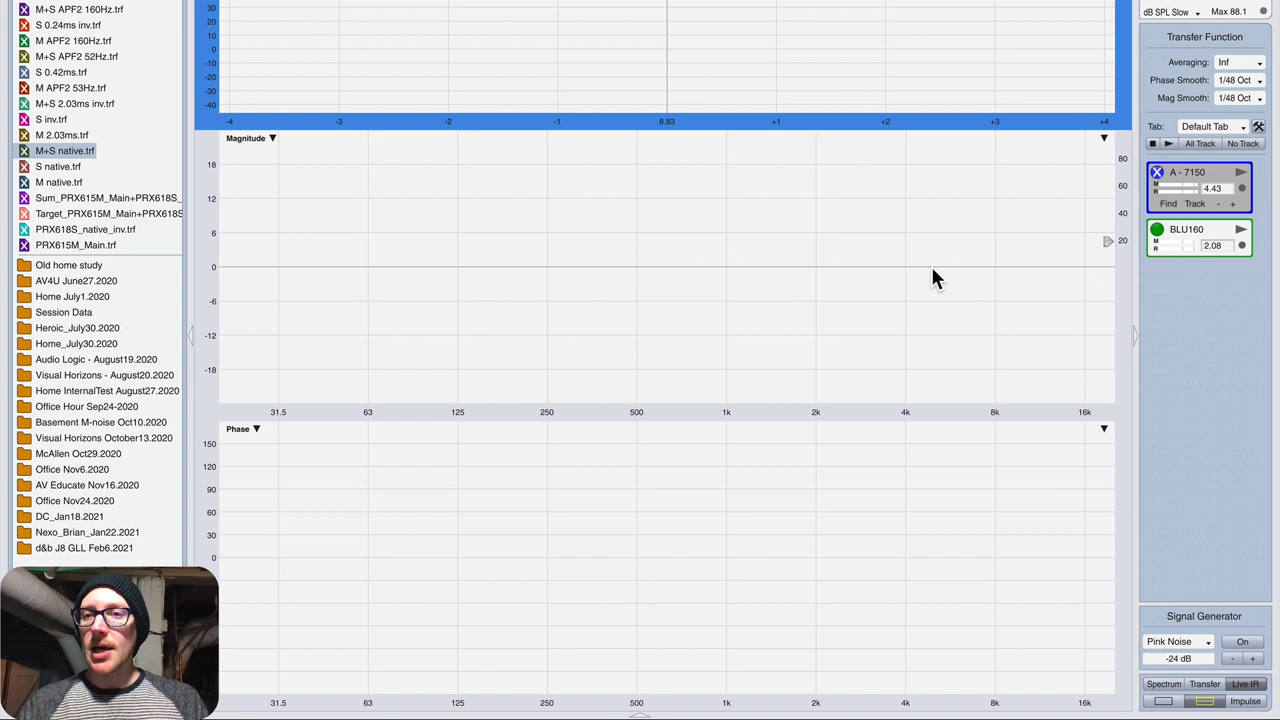 M+S APF2 160Hz.trf
S 0.24ms inv.trf
M APF2 160Hz.trf
M+S APF2 52Hz.trf
S 0.42ms.trf
M APF2 53Hz.trf
M+S 2.03ms inv.trf
S inv.trf
M 2.03ms.trf
M+S native.trf
S native.trf
M native.trf
Sum_PRX615M_Main+PRX618S_
Target_PRX615M_Main+PRX618S
PRX618S_native_inv.trf
PRX615M_Main.trf
Old home study
AV4U June27.2020
Home July1.2020
Session Data
Heroic_July30.2020
Home_July30.2020
Audio Logic - August19.2020
Visual Horizons - August20.2020
Home InternalTest August27.2020
Office Hour Sep24-2020
Basement M-noise Oct10.2020
Visual Horizons October13.2020
McAllen Oct29.2020
Office Nov6.2020
AV Educate Nov16.2020
Office Nov24.2020
DC_Jan18.2021
Nexo_Brian_Jan22.2021
d&b J8 GLL Feb6.2021
30
20
10
0
-10
-20
-30
-40
-4 -3 -2 -1 8.83 +1 +2 +3 +4
Magnitude
18
12
6
0
-6
-12
-18
80
60
40
20
31.5 63 125 250 500 1k 2k 4k 8k 16k
Phase
150
120
90
60
30
0
31.5 63 125 250 500 1k 2k 4k 8k 16k
dB SPL Slow Max 88.1
Transfer Function
Averaging: Inf
Phase Smooth: 1/48 Oct
Mag Smooth: 1/48 Oct
Tab: Default Tab
All Track No Track
A - 7150
M
R 4.43
Find Track - +
BLU160
M
R 2.08
Signal Generator
Pink Noise On
-24 dB - +
Spectrum Transfer Live IR
Impulse